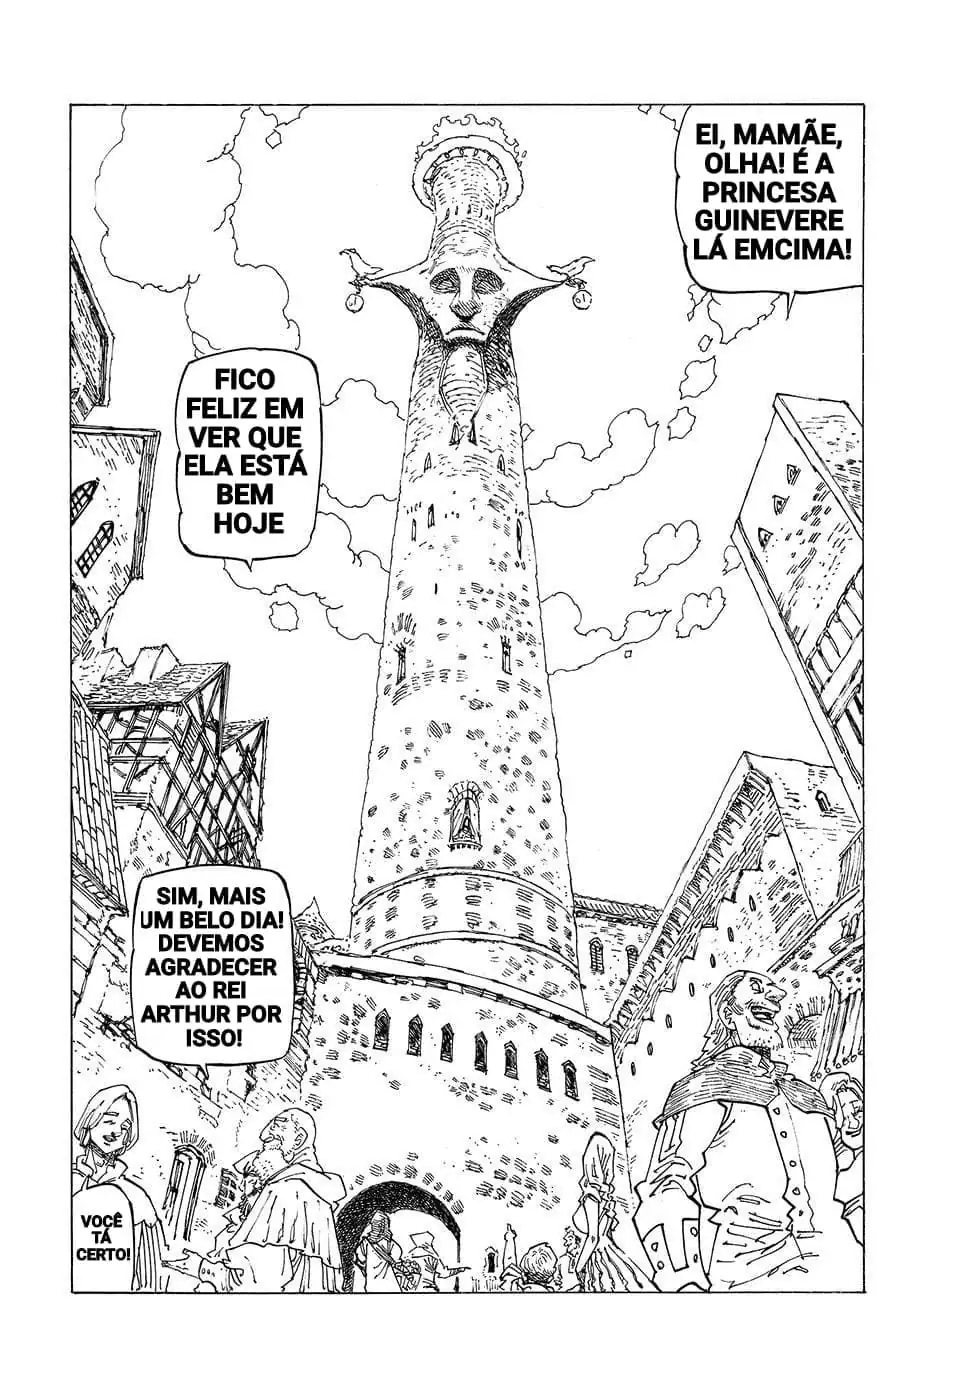 EI, MAMÃE,
OLHA! É A
PRINCESA
GUINEVERE
LÁ EMCIMA!
FICO
FELIZ EM
VER QUE
ELA ESTÁ
BEM
HOJE
SIM, MAIS
UM BELO DIA!
DEVEMOS
AGRADECER
AO REI
ARTHUR POR
ISSO!
VOCÊ
TÁ
CERTO!